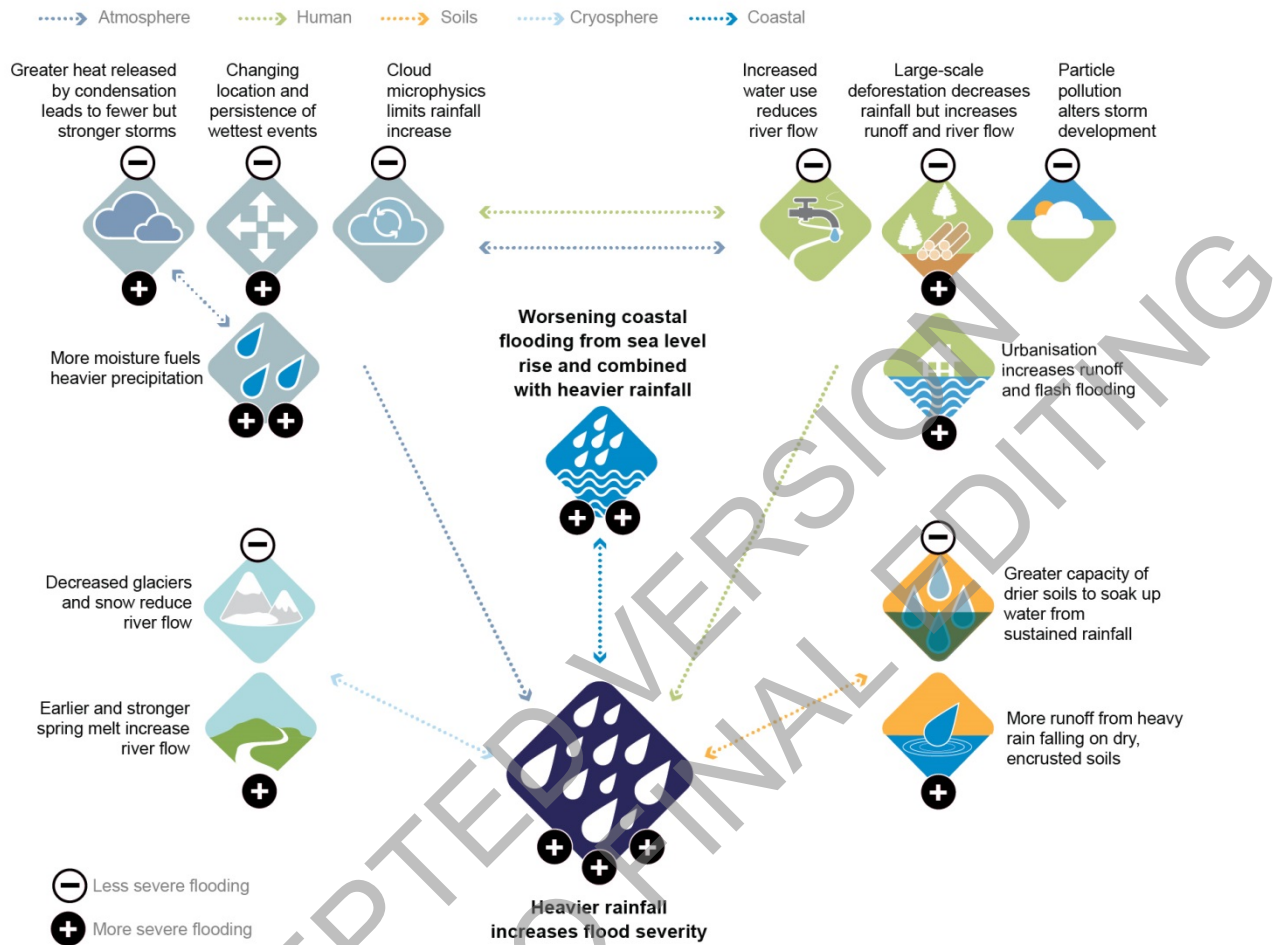 Atmosphere
Human
Soils
Cryosphere
Coastal
Greater heat released
by condensation
leads to fewer but
stronger storms
Changing
location and
persistence of
wettest events
Cloud
microphysics
limits rainfall
increase
Increased
water use
reduces
river flow
Large-scale
deforestation decreases
rainfall but increases
runoff and river flow
Particle
pollution
alters storm
development
More moisture fuels
heavier precipitation
Worsening coastal
flooding from sea level
rise and combined
with heavier rainfall
Urbanisation
increases runoff
and flash flooding
Decreased glaciers
and snow reduce
river flow
Greater capacity of
drier soils to soak up
water from
sustained rainfall
Earlier and stronger
spring melt increase
river flow
More runoff from heavy
rain falling on dry,
encrusted soils
Less severe flooding
More severe flooding
Heavier rainfall
increases flood severity
EPTED VERSION
O FINAL EDITING